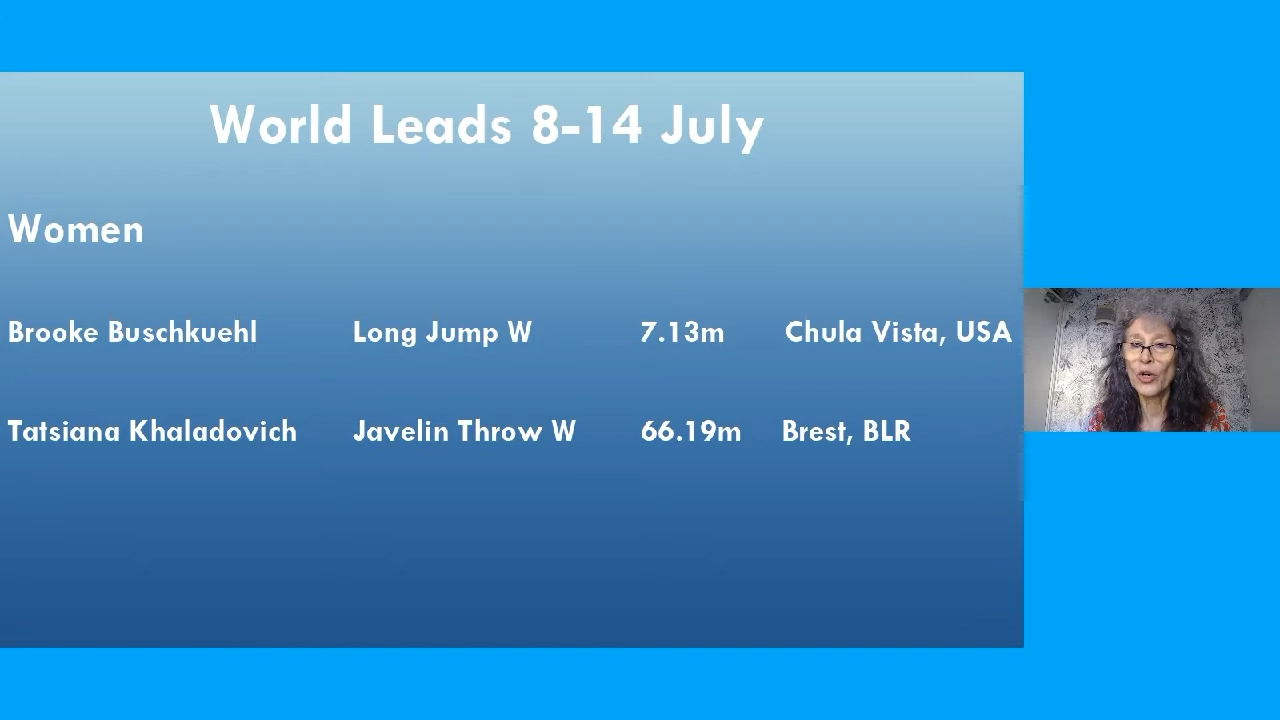 World Leads 8-14 July
Women
Brooke Buschkuehl Long Jump W 7.13m Chula Vista, USA
Tatsiana Khaladovich Javelin Throw W 66.19m Brest, BLR